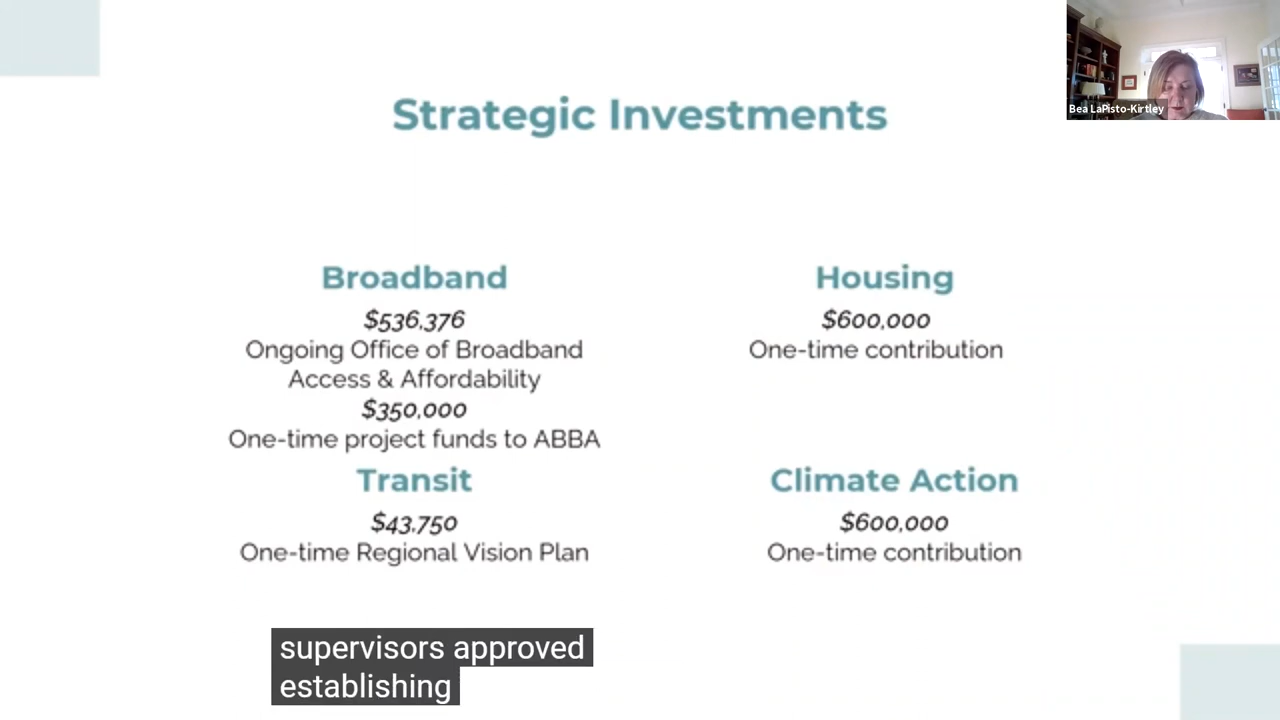 Bea LaPisto-Kirtley
Strategic Investments
Broadband
$536,376
Ongoing Office of Broadband
Access & Affordability
$350,000
One-time project funds to ABBA
Housing
$600,000
One-time contribution
Transit
$43,750
One-time Regional Vision Plan
Climate Action
$600,000
One-time contribution
supervisors approved
establishing